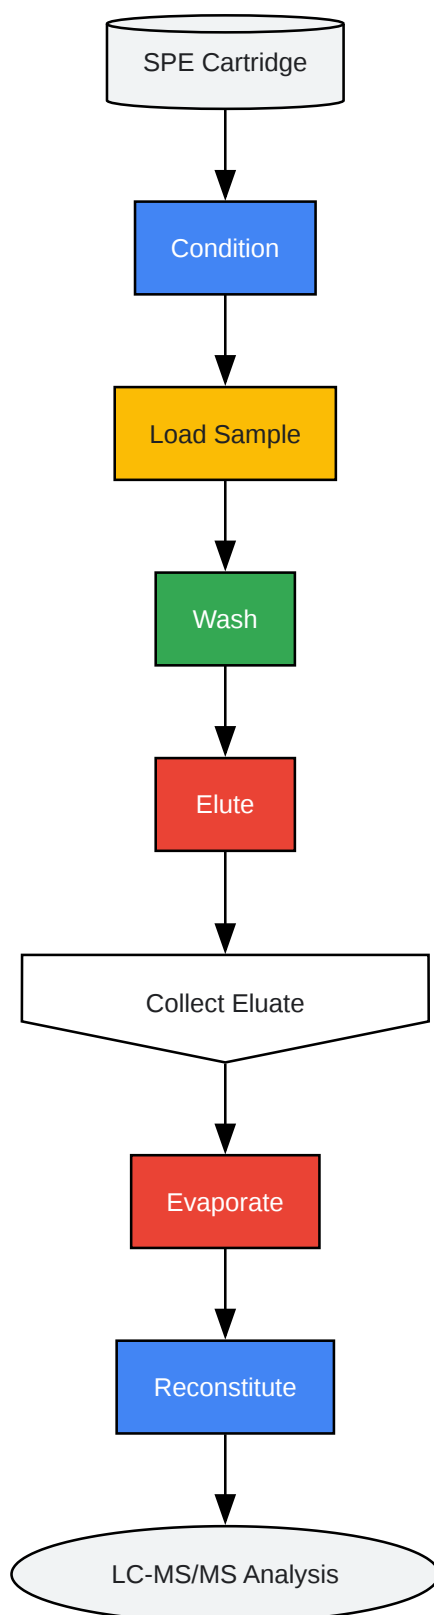 SPE Cartridge
Condition
Load Sample
Wash
Elute
Collect Eluate
Evaporate
Reconstitute
LC-MS/MS Analysis